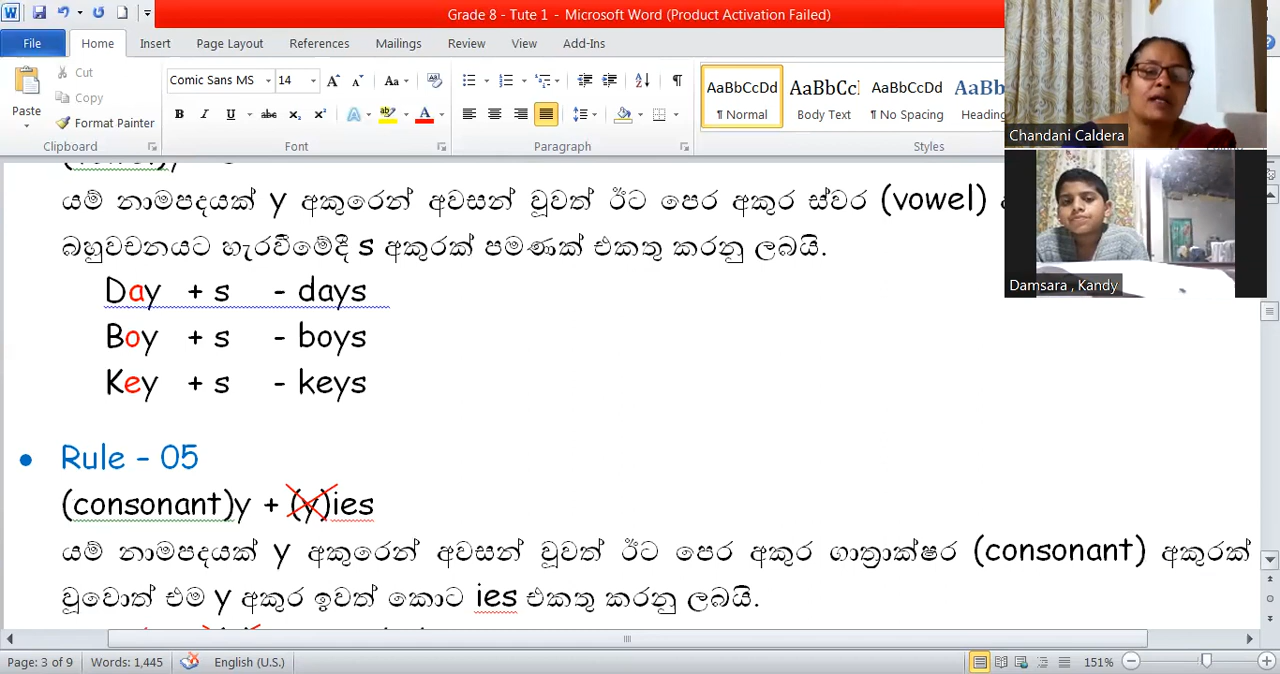 Grade 8 - Tute 1 - Microsoft Word (Product Activation Failed)
File Home Insert Page Layout References Mailings Review View Add-Ins
Paste
Cut
Copy
Format Painter
Clipboard
Comic Sans MS 14
Font
Paragraph
AaBbCcDd
Normal
AaBbCcI
Body Text
AaBbCcDd
No Spacing
AaBb
Heading
Styles
Chandani Caldera
Damsara , Kandy
යම් නාමපදයක් y අකුරෙන් අවසන් වූවත් ඊට පෙර අකුර ස්වර (vowel)
බහුවචනයට හැරවීමේදී s අකුරක් පමණක් එකතු කරනු ලබයි.
Day + s - days
Boy + s - boys
Key + s - keys
• Rule – 05
(consonant)y + (y)ies
යම් නාමපදයක් y අකුරෙන් අවසන් වූවත් ඊට පෙර අකුර ගාත්‍රාක්ෂර (consonant) අකුරක්
වූවොත් එම y අකුර ඉවත් කොට ies එකතු කරනු ලබයි.
Page: 3 of 9 Words: 1,445 English (U.S.) 151%